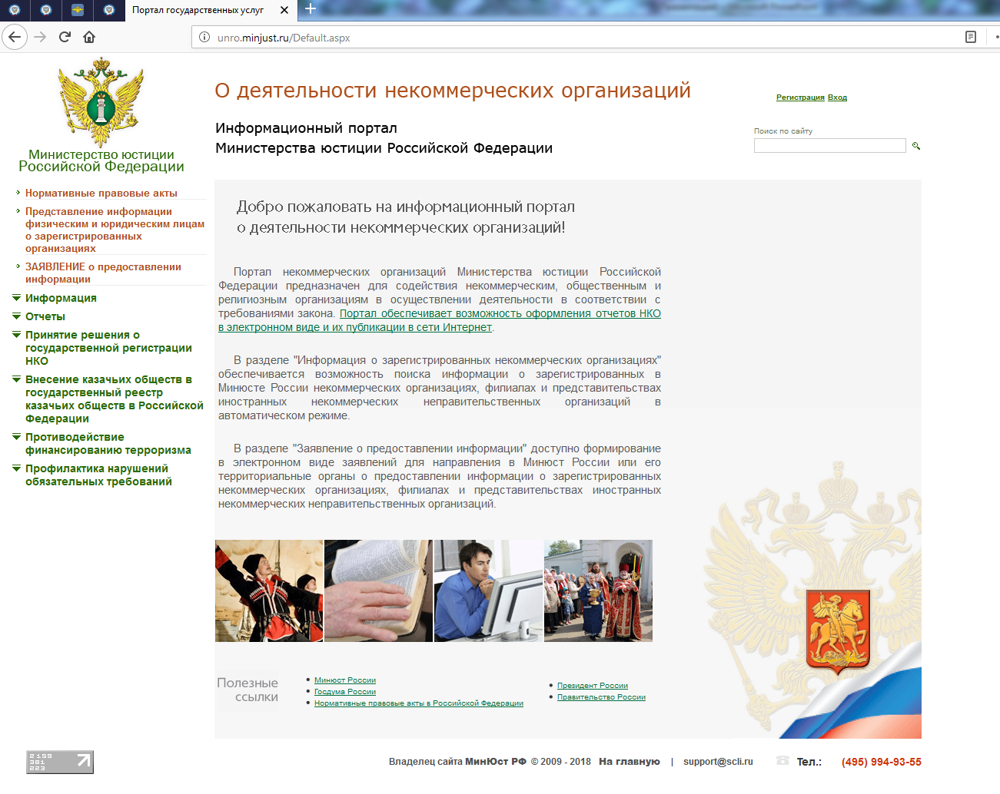 Портал государственных услуг
unro.minjust.ru/Default.aspx
О деятельности некоммерческих организаций
Регистрация Вход
Информационный портал
Министерства юстиции Российской Федерации
Поиск по сайту
Министерство юстиции
Российской Федерации
Нормативные правовые акты
Представление информации
физическим и юридическим лицам
о зарегистрированных
организациях
ЗАЯВЛЕНИЕ о предоставлении
информации
Информация
Отчеты
Принятие решения о
государственной регистрации
НКО
Внесение казачьих обществ в
государственный реестр
казачьих обществ в Российской
Федерации
Противодействие
финансированию терроризма
Профилактика нарушений
обязательных требований
Добро пожаловать на информационный портал
о деятельности некоммерческих организаций!
Портал некоммерческих организаций Министерства юстиции Российской
Федерации предназначен для содействия некоммерческим, общественным и
религиозным организациям в осуществлении деятельности в соответствии с
требованиями закона. Портал обеспечивает возможность оформления отчетов НКО
в электронном виде и их публикации в сети Интернет.
В разделе "Информация о зарегистрированных некоммерческих организациях"
обеспечивается возможность поиска информации о зарегистрированных в
Минюсте России некоммерческих организациях, филиалах и представительствах
иностранных некоммерческих неправительственных организаций в
автоматическом режиме.
В разделе "Заявление о предоставлении информации" доступно формирование
в электронном виде заявлений для направления в Минюст России или его
территориальные органы о предоставлении информации о зарегистрированных
некоммерческих организациях, филиалах и представительствах иностранных
некоммерческих неправительственных организаций.
Полезные
ссылки
Минюст России
Госдума России
Нормативные правовые акты в Российской Федерации
Президент России
Правительство России
2 159
381
223
Владелец сайта МинЮст РФ © 2009 - 2018 На главную | support@scli.ru Тел.: (495) 994-93-55